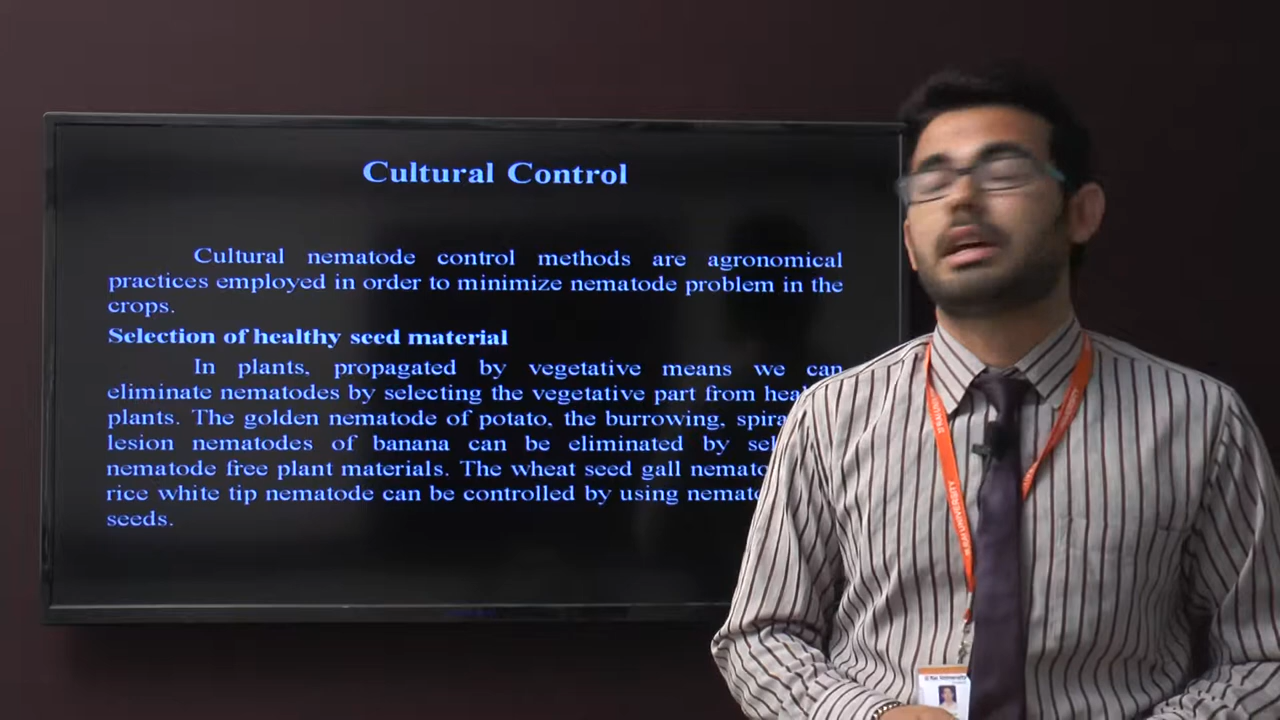 Cultural Control
Cultural nematode control methods are agronomical
practices employed in order to minimize nematode problem in the
crops.
Selection of healthy seed material
In plants, propagated by vegetative means we can
eliminate nematodes by selecting the vegetative part from
plants. The golden nematode of potato, the burrowing,
lesion nematodes of banana can be eliminated by
nematode free plant materials. The wheat seed gall
rice white tip nematode can be controlled by using
seeds.
UNIVERSITY
University